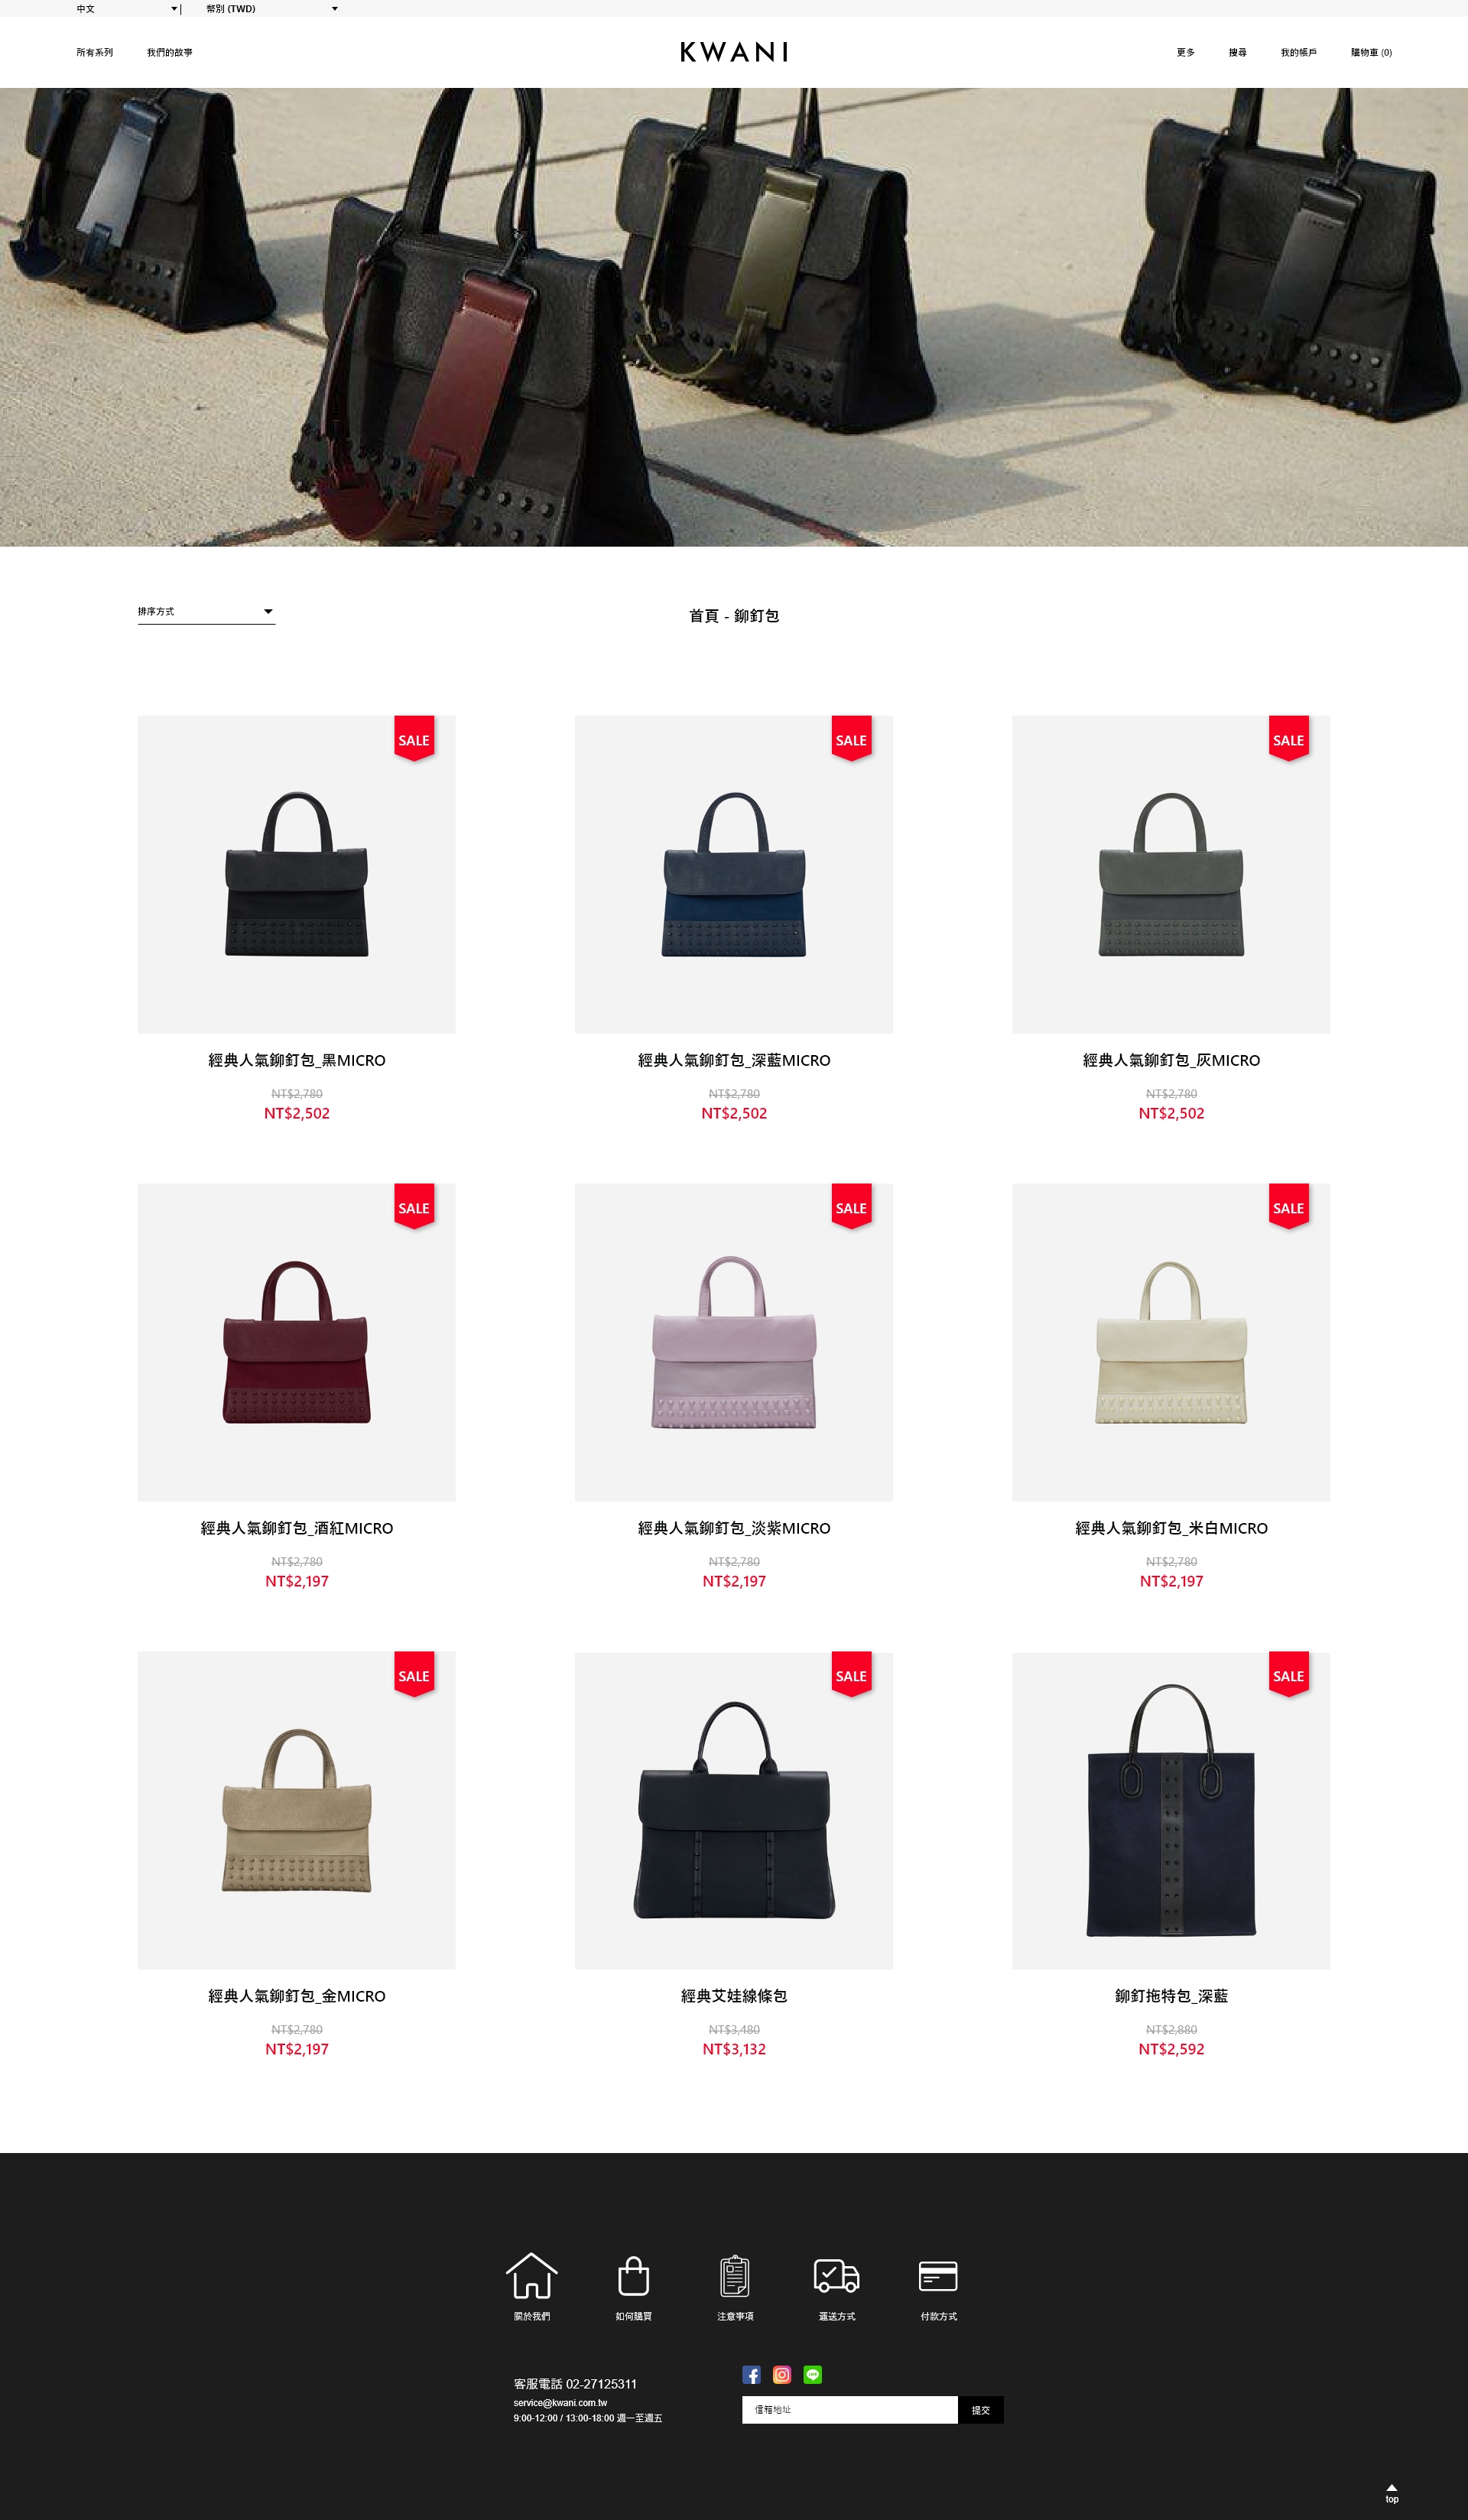 中文
幣別 (TWD)
所有系列
我們的故事
KWANI
更多
搜尋
我的帳戶
購物車 (0)
排序方式
首頁 - 鉚釘包
SALE
SALE
SALE
經典人氣鉚釘包_黑MICRO
NT$2,780
NT$2,502
經典人氣鉚釘包_深藍MICRO
NT$2,780
NT$2,502
經典人氣鉚釘包_灰MICRO
NT$2,780
NT$2,502
SALE
SALE
SALE
經典人氣鉚釘包_酒紅MICRO
NT$2,780
NT$2,197
經典人氣鉚釘包_淡紫MICRO
NT$2,780
NT$2,197
經典人氣鉚釘包_米白MICRO
NT$2,780
NT$2,197
SALE
SALE
SALE
經典人氣鉚釘包_金MICRO
NT$2,780
NT$2,197
經典艾娃線條包
NT$3,480
NT$3,132
鉚釘拖特包_深藍
NT$2,880
NT$2,592
關於我們
如何購買
注意事項
運送方式
付款方式
客服電話 02-27125311
service@kwani.com.tw
9:00-12:00 / 13:00-18:00 週一至週五
信箱地址
提交
top